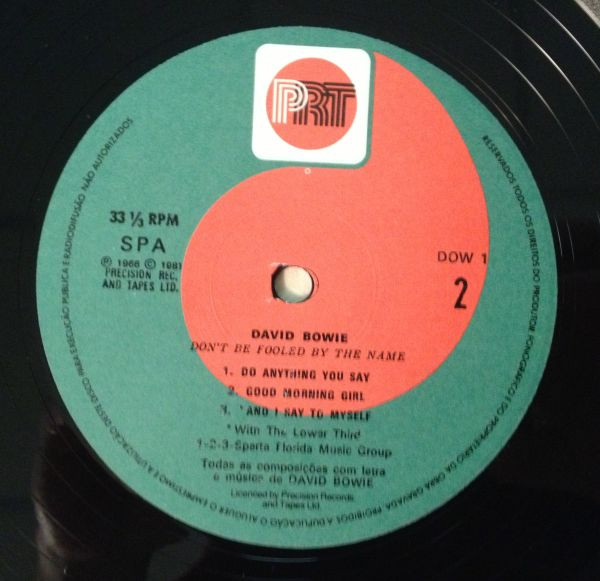 PRT
33 ⅓ RPM
SPA
℗ 1966 © 1981
PRECISION REC.
AND TAPES LTD.
DOW 1
2
DAVID BOWIE
DON'T BE FOOLED BY THE NAME
1. DO ANYTHING YOU SAY
2. GOOD MORNING GIRL
3. *AND I SAY TO MYSELF
*With The Lower Third
1-2-3-Sparta Florida Music Group
Todas as composições com letra
e música de DAVID BOWIE
Licenced by Precision Records
and Tapes Ltd.
RESERVADOS TODOS OS DIREITOS DO PRODUTOR FONOGRÁFICO E DO PROPRIETÁRIO DA OBRA GRAVADA PROIBIDOS A DUPLICAÇÃO O ALUGUER O EMPRÉSTIMO E A UTILIZAÇÃO DESTE DISCO PARA EXECUÇÃO PÚBLICA E RADIODIFUSÃO NÃO AUTORIZADOS